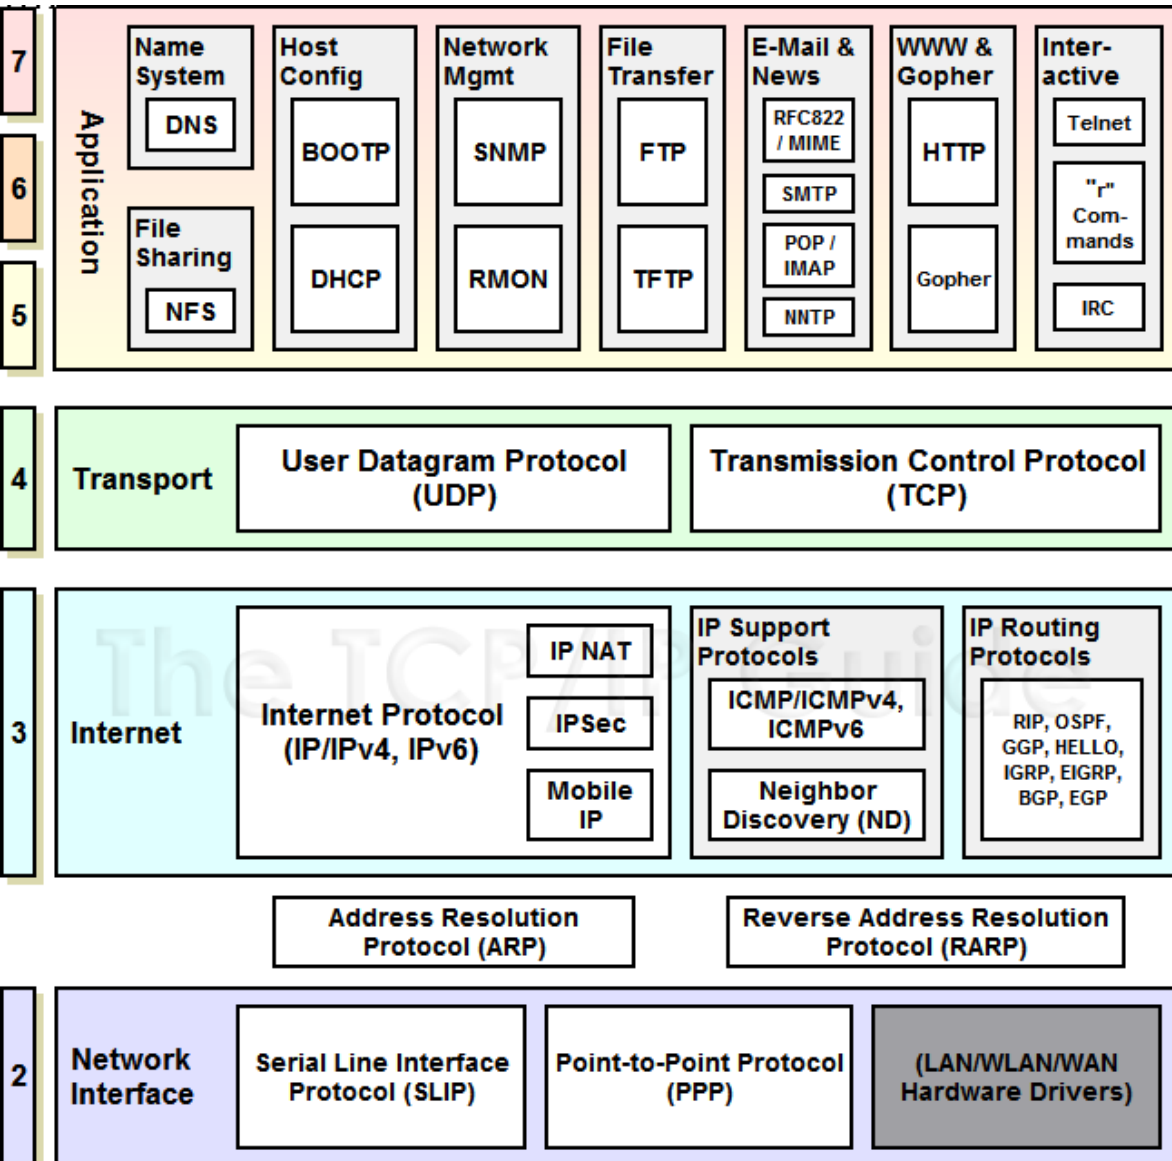 7
6
5
Application
Name
System
DNS
File
Sharing
NFS
Host
Config
BOOTP
DHCP
Network
Mgmt
SNMP
RMON
File
Transfer
FTP
TFTP
E-Mail &
News
RFC822
/ MIME
SMTP
POP /
IMAP
NNTP
WWW &
Gopher
HTTP
Gopher
Inter-
active
Telnet
"r"
Com-
mands
IRC
4
Transport
User Datagram Protocol
(UDP)
Transmission Control Protocol
(TCP)
The TCP/IP Guide
3
Internet
Internet Protocol
(IP/IPv4, IPv6)
IP NAT
IPSec
Mobile
IP
IP Support
Protocols
ICMP/ICMPv4,
ICMPv6
Neighbor
Discovery (ND)
IP Routing
Protocols
RIP, OSPF,
GGP, HELLO,
IGRP, EIGRP,
BGP, EGP
Address Resolution
Protocol (ARP)
Reverse Address Resolution
Protocol (RARP)
2
Network
Interface
Serial Line Interface
Protocol (SLIP)
Point-to-Point Protocol
(PPP)
(LAN/WLAN/WAN
Hardware Drivers)